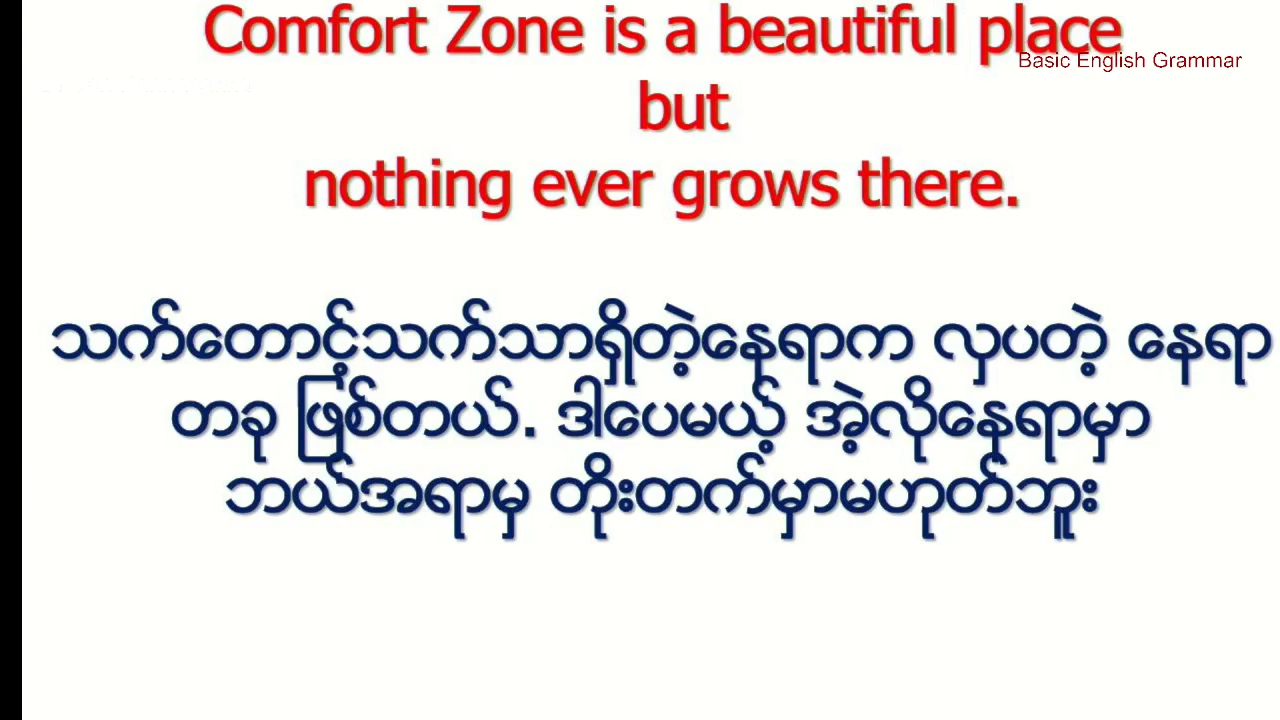 Comfort Zone is a beautiful place
Basic English Grammar
but
nothing ever grows there.
သက်တောင့်သက်သာရှိတဲ့နေရာက လှပတဲ့ နေရာ
တခု ဖြစ်တယ်. ဒါပေမယ့် အဲ့လိုနေရာမှာ
ဘယ်အရာမှ တိုးတက်မှာမဟုတ်ဘူး